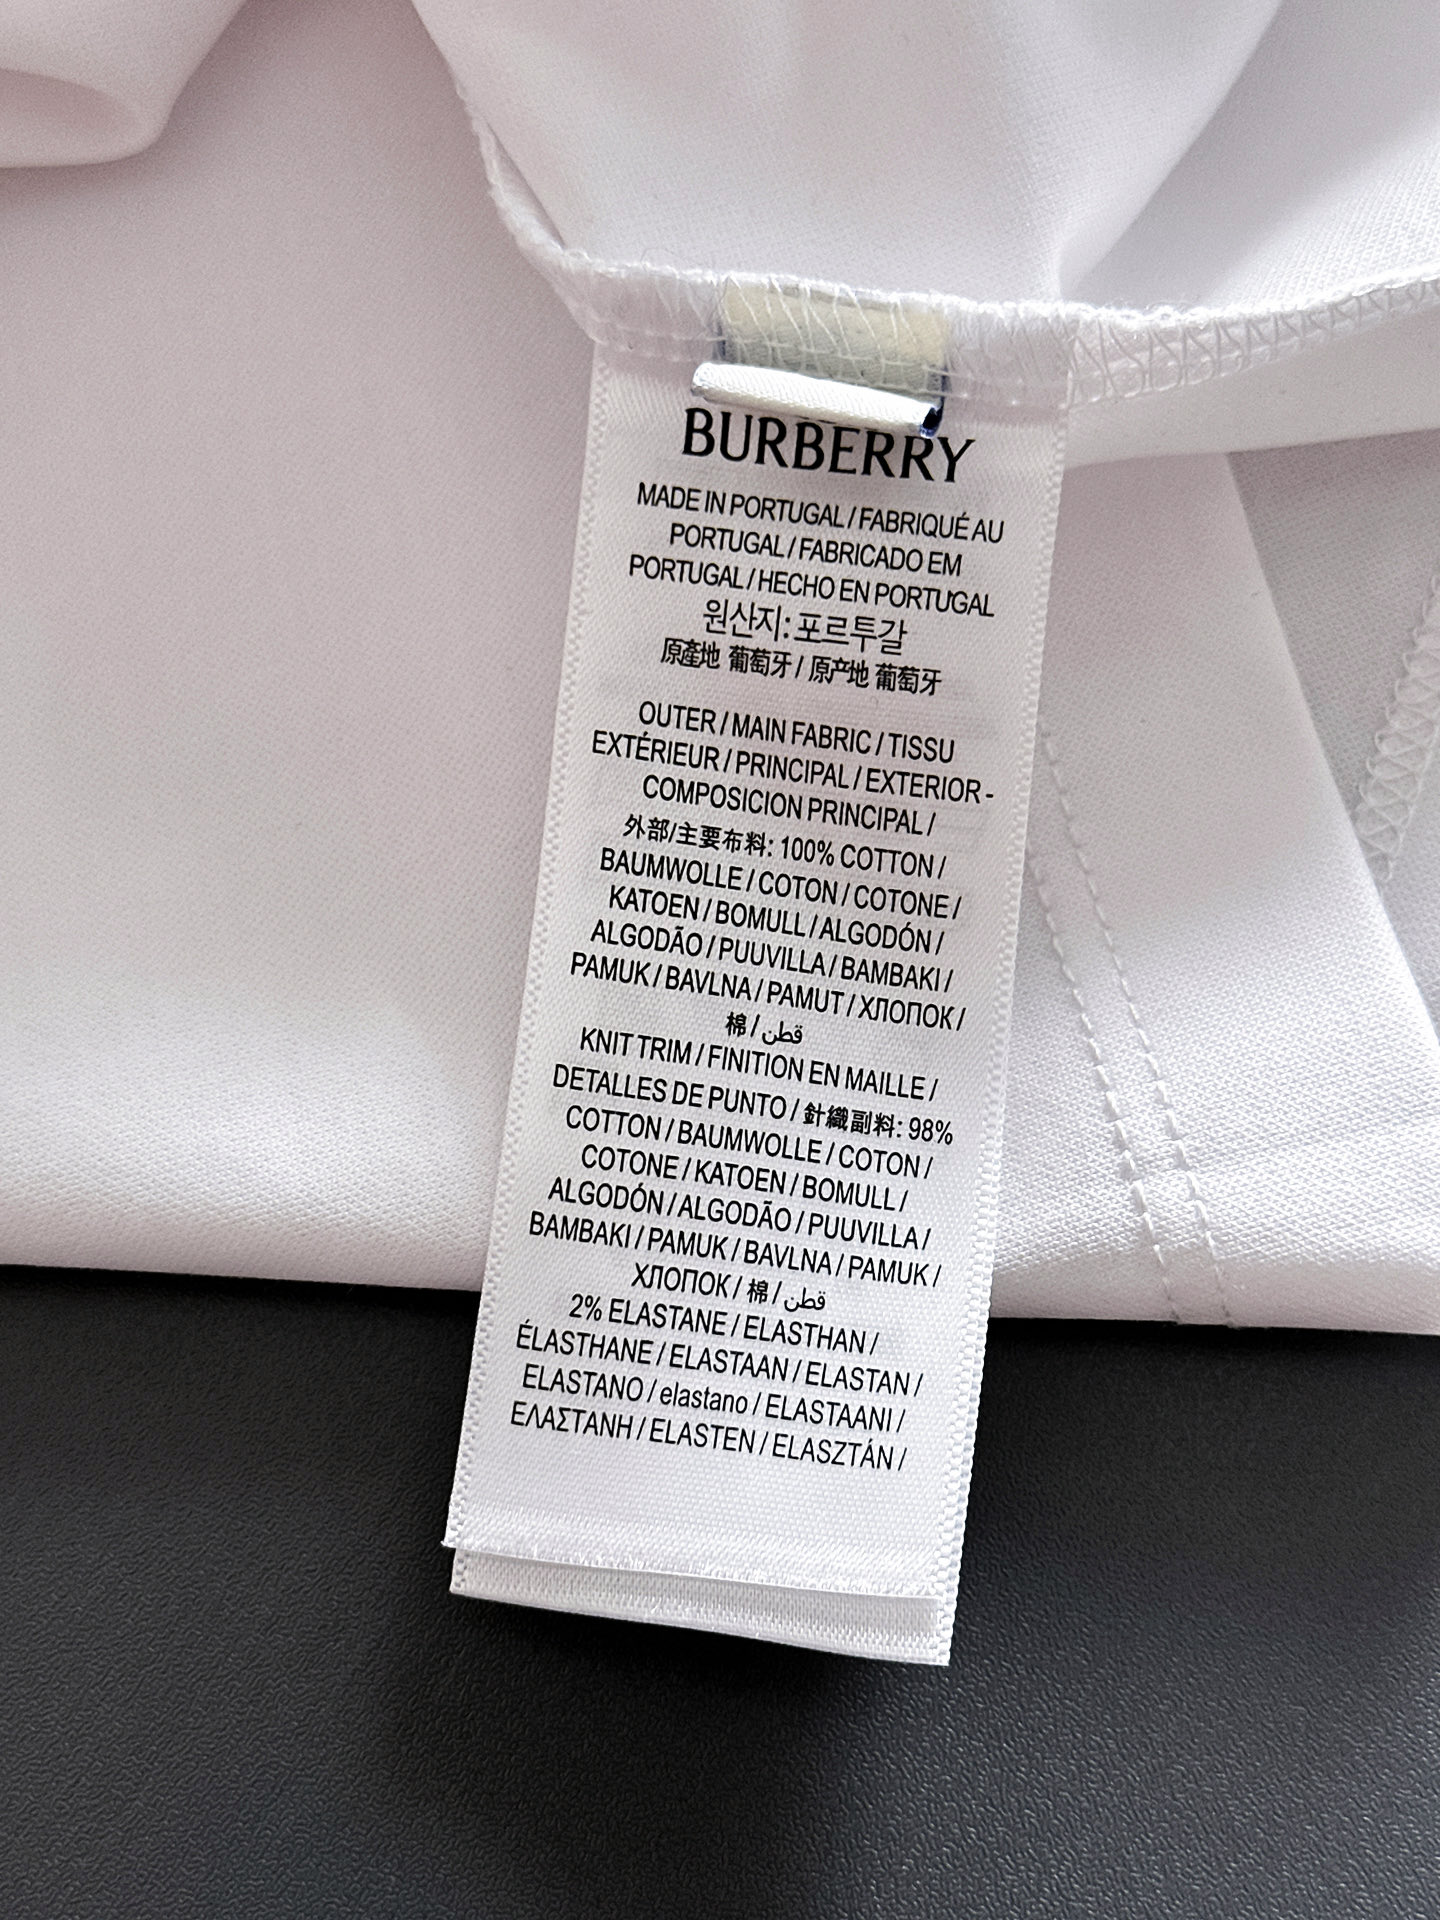 BURBERRY
MADE IN PORTUGAL / FABRIQUÉ AU
PORTUGAL / FABRICADO EM
PORTUGAL / HECHO EN PORTUGAL
원산지: 포르투갈
原產地 葡萄牙 / 原产地 葡萄牙
OUTER / MAIN FABRIC / TISSU
EXTÉRIEUR / PRINCIPAL / EXTERIOR -
COMPOSICION PRINCIPAL /
外部/主要布料: 100% COTTON /
BAUMWOLLE / COTON / COTONE /
KATOEN / BOMULL / ALGODÓN /
ALGODÃO / PUUVILLA / BAMBAKI /
PAMUK / BAVLNA / PAMUT / ХЛОПОК /
棉 / قطن
KNIT TRIM / FINITION EN MAILLE /
DETALLES DE PUNTO / 針織副料: 98%
COTTON / BAUMWOLLE / COTON /
COTONE / KATOEN / BOMULL /
ALGODÓN / ALGODÃO / PUUVILLA /
BAMBAKI / PAMUK / BAVLNA / PAMUK /
ХЛОПОК / 棉 / قطن
2% ELASTANE / ELASTHAN /
ÉLASTHANE / ELASTAAN / ELASTAN /
ELASTANO / elastano / ELASTAANI /
ΕΛΑΣΤΑΝΗ / ELASTEN / ELASZTÁN /